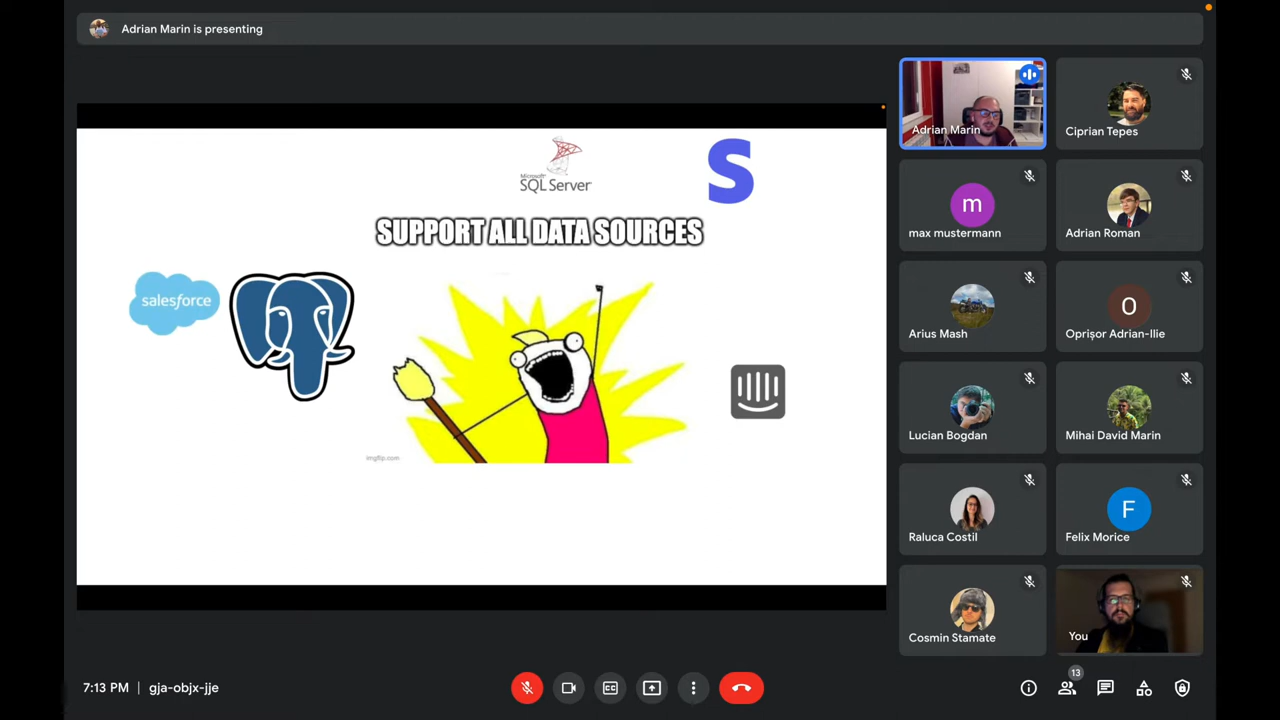 Adrian Marin is presenting
Microsoft®
SQL Server
S
SUPPORT ALL DATA SOURCES
salesforce
imgflip.com
Adrian Marin
Ciprian Tepes
m
max mustermann
Adrian Roman
Arius Mash
O
Oprișor Adrian-Ilie
Lucian Bogdan
Mihai David Marin
Raluca Costil
F
Felix Morice
Cosmin Stamate
You
7:13 PM | gja-objx-jje
CC
13